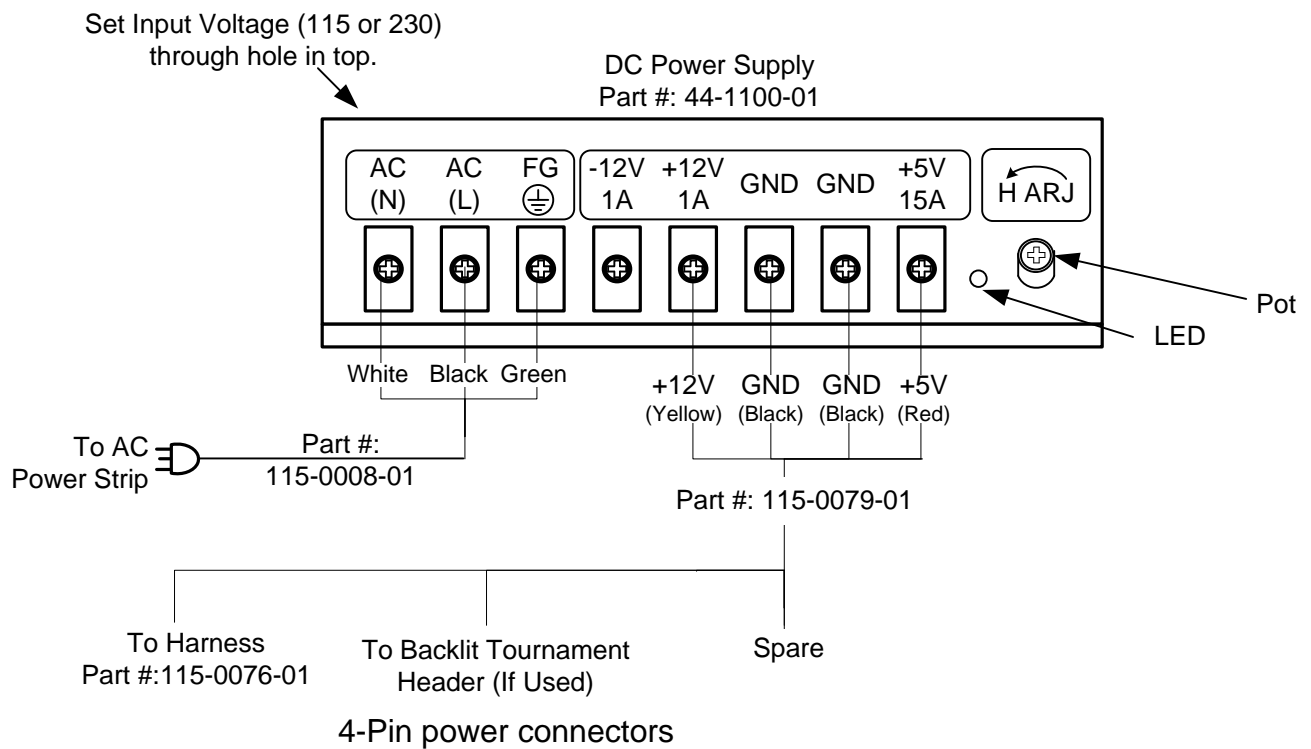 Set Input Voltage (115 or 230)
through hole in top.
DC Power Supply
Part #: 44-1100-01
AC
(N)
AC
(L)
FG
-12V
1A
+12V
1A
GND
GND
+5V
15A
H ARJ
Pot
LED
White
Black
Green
+12V
(Yellow)
GND
(Black)
GND
(Black)
+5V
(Red)
To AC
Power Strip
Part #:
115-0008-01
Part #: 115-0079-01
To Harness
Part #:115-0076-01
To Backlit Tournament
Header (If Used)
Spare
4-Pin power connectors